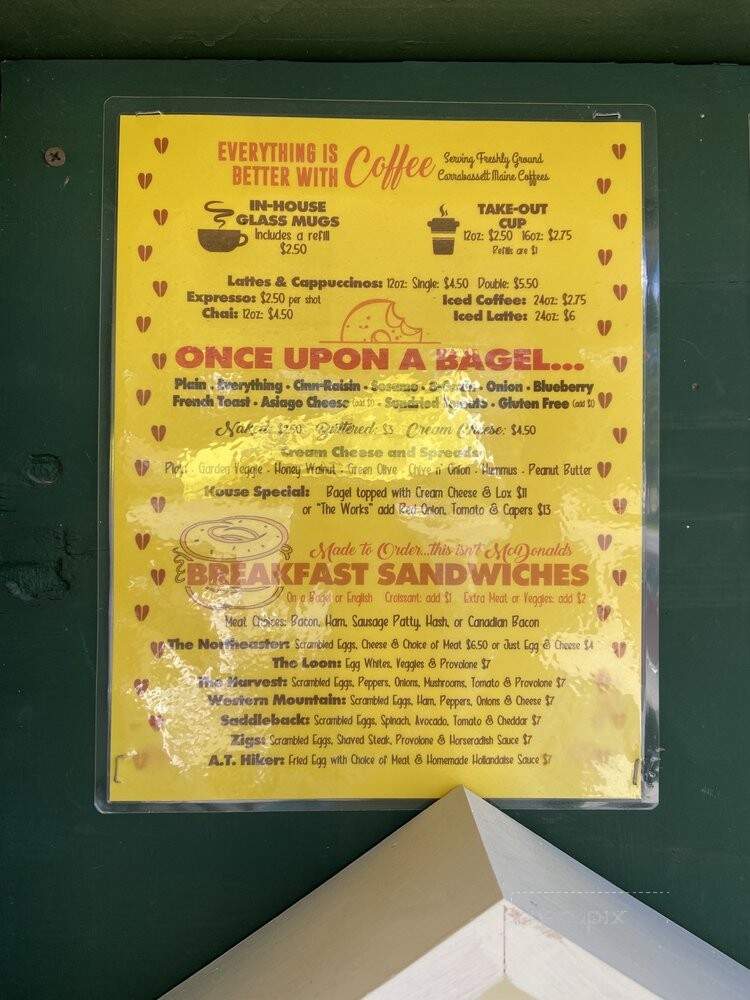 EVERYTHING IS
BETTER WITH Coffee
Serving Freshly Ground
Carrabassett Maine Coffees
IN-HOUSE
GLASS MUGS
Includes a refill
$2.50
TAKE-OUT
CUP
12oz: $2.50 16oz: $2.75
Refills are $1
Lattes & Cappuccinos: 12oz: Single: $4.50 Double: $5.50
Expresso: $2.50 per shot
Iced Coffee: 24oz: $2.75
Chai: 12oz: $4.50
Iced Latte: 24oz: $6
ONCE UPON A BAGEL...
Plain • Everything • Cinn-Raisin • Sesame • 8-Grain • Onion • Blueberry
French Toast • Asiago Cheese (add $1) • Sundried Tomato • Gluten Free (add $1)
Naked: $2.50 Buttered: $3 Cream Cheese: $4.50
Cream Cheese and Spreads:
Plain • Garden Veggie • Honey Walnut • Green Olive • Chive n' Onion • Hummus • Peanut Butter
House Special: Bagel topped with Cream Cheese & Lox $11
or "The Works" add Red Onion, Tomato & Capers $13
Made to Order...this isn't McDonalds
BREAKFAST SANDWICHES
On a Bagel or English Croissant: add $1 Extra Meat or Veggies: add $2
Meat Choices: Bacon, Ham, Sausage Patty, Hash, or Canadian Bacon
The Northeaster: Scrambled Eggs, Cheese & Choice of Meat $6.50 or Just Egg & Cheese $4
The Loon: Egg Whites, Veggies & Provolone $7
The Harvest: Scrambled Eggs, Peppers, Onions, Mushrooms, Tomato & Provolone $7
Western Mountain: Scrambled Eggs, Ham, Peppers, Onions & Cheese $7
Saddleback: Scrambled Eggs, Spinach, Avocado, Tomato & Cheddar $7
Zigs: Scrambled Eggs, Shaved Steak, Provolone & Horseradish Sauce $7
A.T. Hiker: Fried Egg with Choice of Meat & Homemade Hollandaise Sauce $7